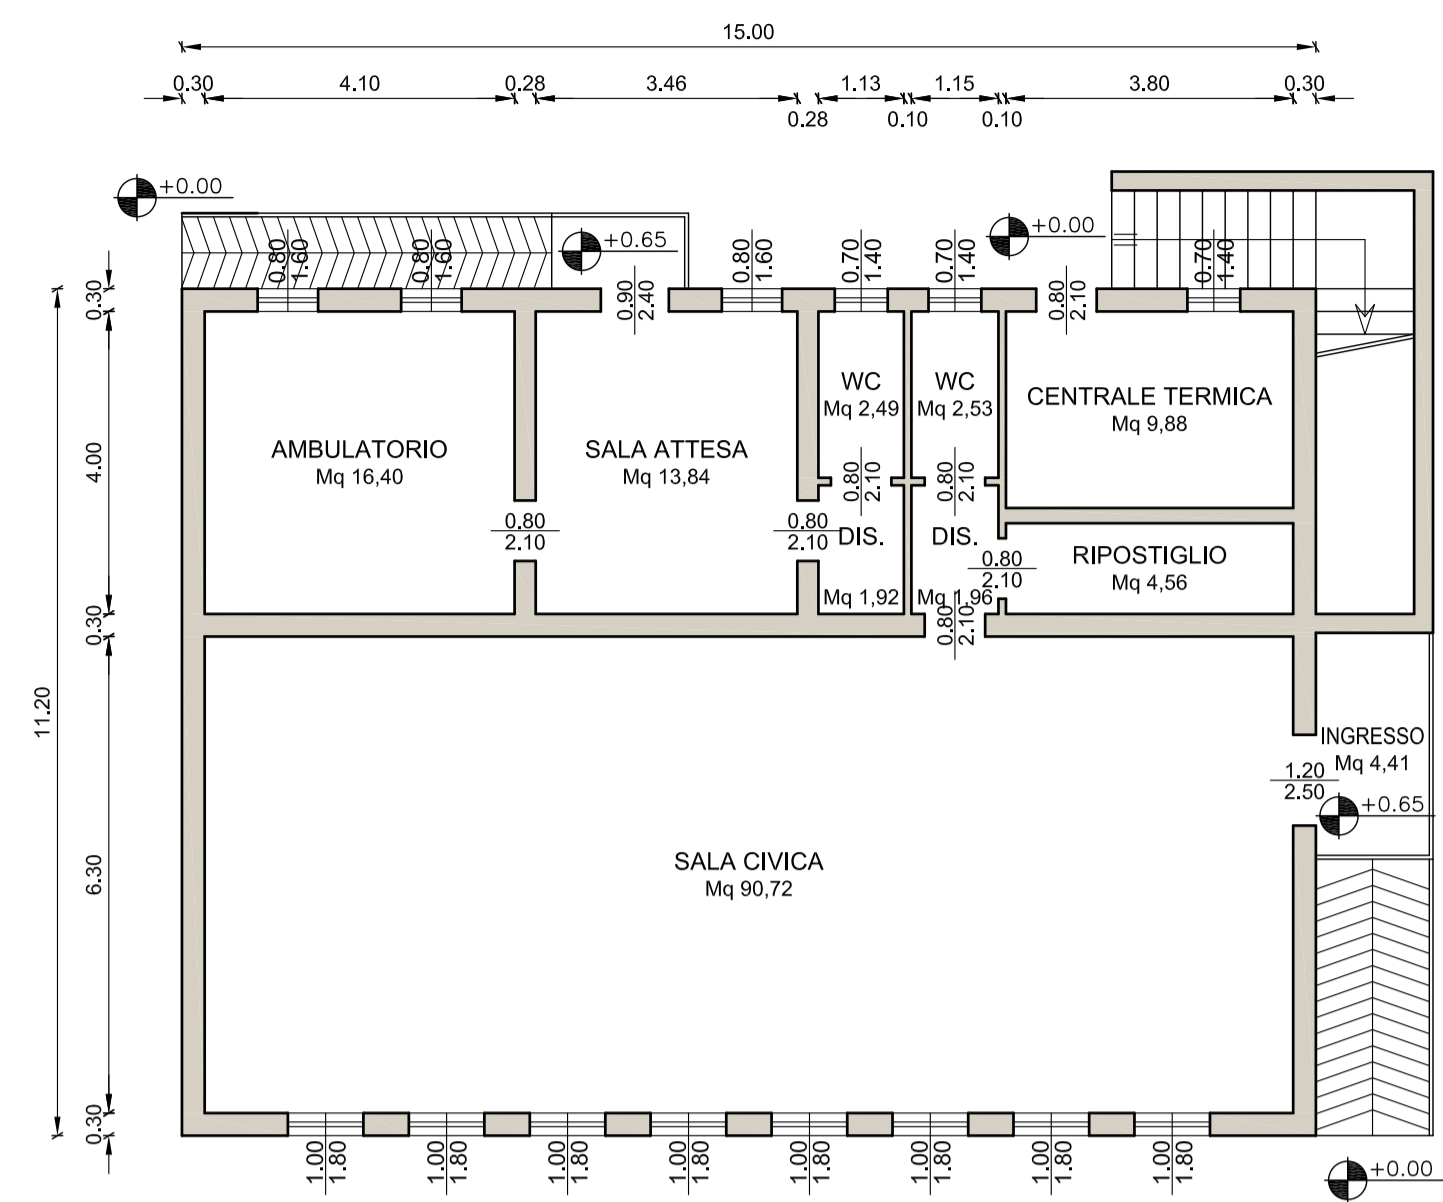 15.00
0.30 4.10 0.28 3.46 1.13 1.15 3.80 0.30
0.28 0.10 0.10
+0.00
+0.65
+0.00
0.80
1.60
0.80
1.60
0.90
2.40
0.80
1.60
0.70
1.40
0.70
1.40
0.80
2.10
0.70
1.40
0.30
4.00
0.30
11.20
6.30
0.30
AMBULATORIO
Mq 16,40
SALA ATTESA
Mq 13,84
WC
Mq 2,49
WC
Mq 2,53
CENTRALE TERMICA
Mq 9,88
0.80
2.10
0.80
2.10
0.80
2.10
0.80
2.10
DIS.
Mq 1,92
DIS.
Mq 1,96
0.80
2.10
RIPOSTIGLIO
Mq 4,56
0.80
2.10
INGRESSO
Mq 4,41
1.20
2.50
+0.65
SALA CIVICA
Mq 90,72
1.00
1.80
1.00
1.80
1.00
1.80
1.00
1.80
1.00
1.80
1.00
1.80
1.00
1.80
1.00
1.80
+0.00